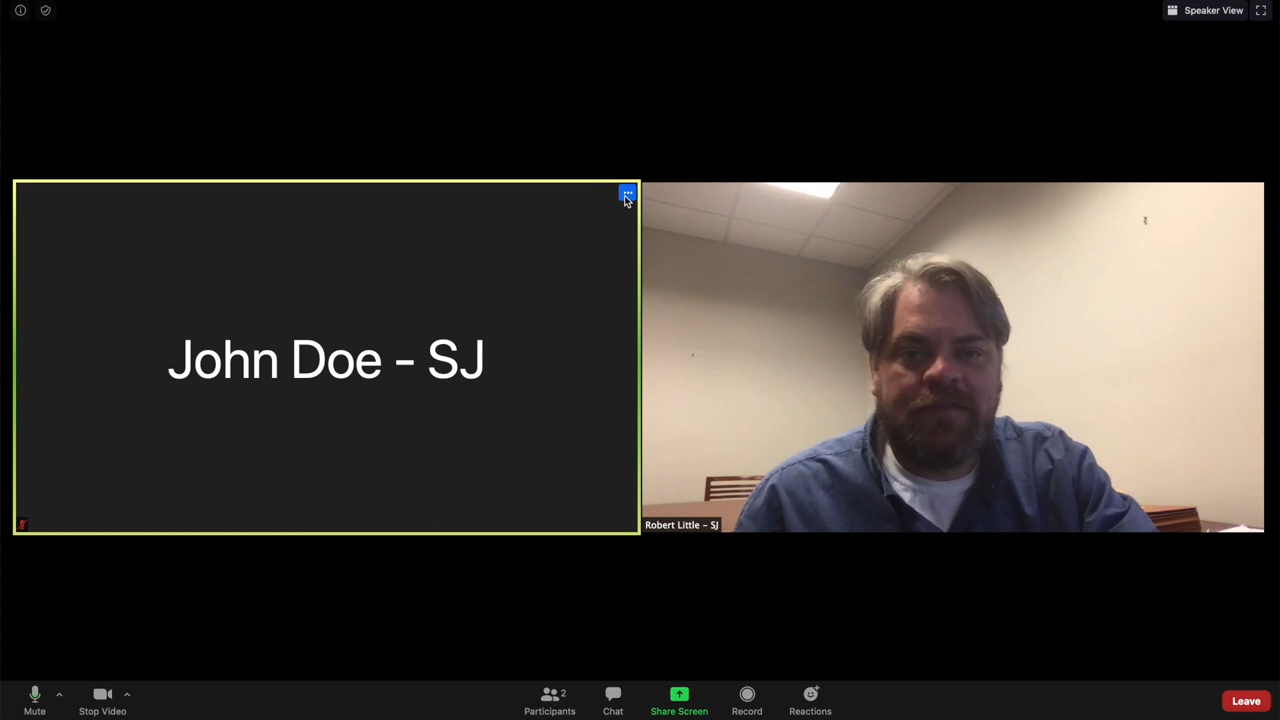 Speaker View
John Doe - SJ
Robert Little - SJ
Mute
Stop Video
Participants
2
Chat
Share Screen
Record
Reactions
Leave